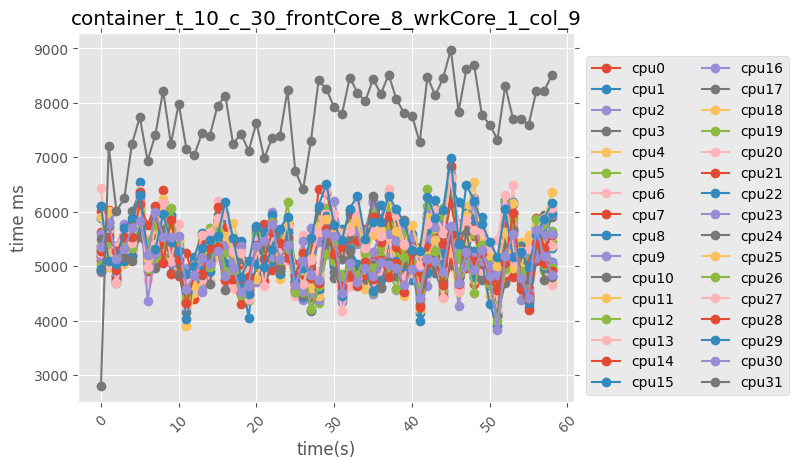 container_t_10_c_30_frontCore_8_wrkCore_1_col_9
time ms
9000
8000
7000
6000
5000
4000
3000
0
10
20
30
40
50
60
time(s)
cpu0
cpu1
cpu2
cpu3
cpu4
cpu5
cpu6
cpu7
cpu8
cpu9
cpu10
cpu11
cpu12
cpu13
cpu14
cpu15
cpu16
cpu17
cpu18
cpu19
cpu20
cpu21
cpu22
cpu23
cpu24
cpu25
cpu26
cpu27
cpu28
cpu29
cpu30
cpu31